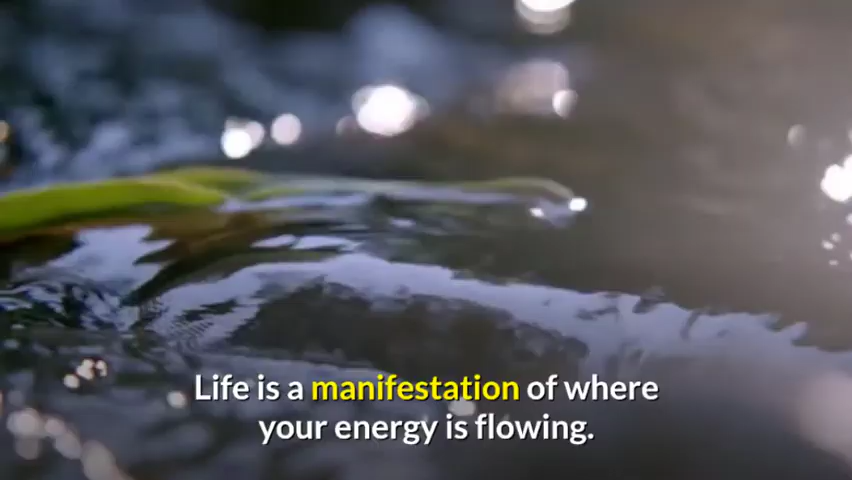 Life is a manifestation of where
your energy is flowing.